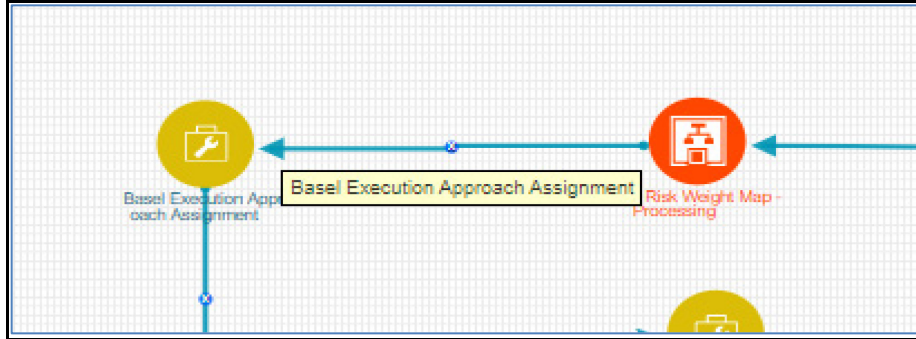 Basel Execution Appr
oach Assignment
Basel Execution Approach Assignment
Risk Weight Map -
Processing